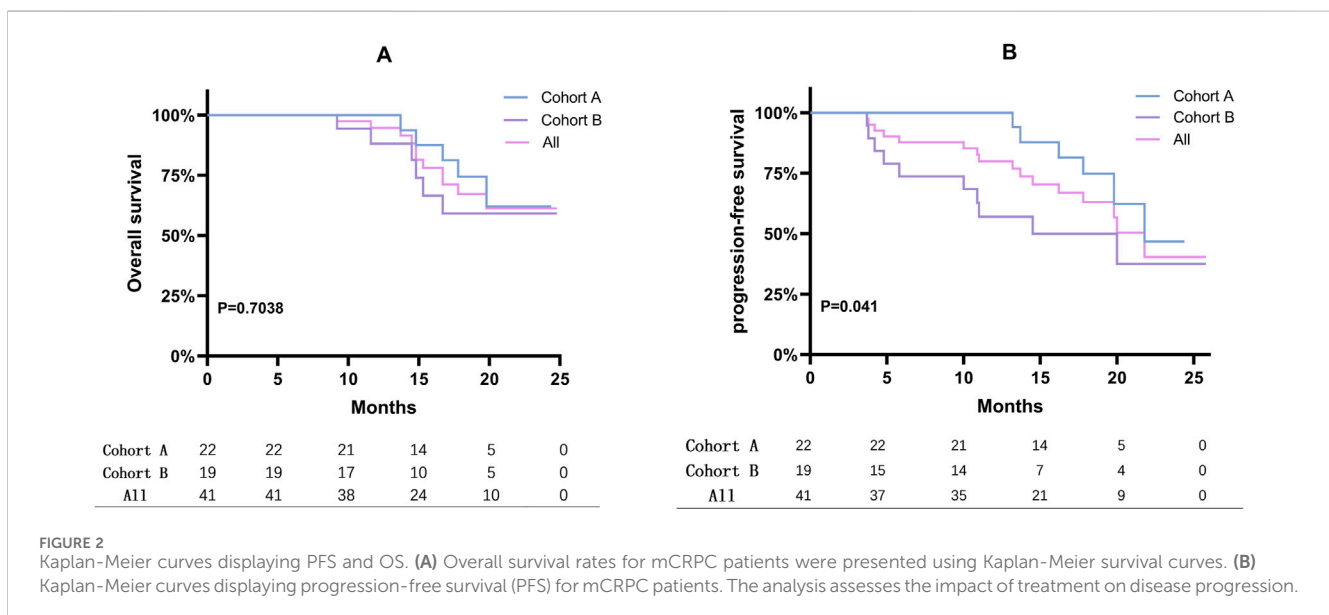 A
Cohort A
Cohort B
All
100%
75%
50%
25%
0%
Overall survival
P=0.7038
0 5 10 15 20 25
Months
Cohort A 22 22 21 14 5 0
Cohort B 19 19 17 10 5 0
All 41 41 38 24 10 0
B
Cohort A
Cohort B
All
100%
75%
50%
25%
0%
progression-free survival
P=0.041
0 5 10 15 20 25
Months
Cohort A 22 22 21 14 5 0
Cohort B 19 15 14 7 4 0
All 41 37 35 21 9 0
FIGURE 2
Kaplan-Meier curves displaying PFS and OS. (A) Overall survival rates for mCRPC patients were presented using Kaplan-Meier survival curves. (B)
Kaplan-Meier curves displaying progression-free survival (PFS) for mCRPC patients. The analysis assesses the impact of treatment on disease progression.